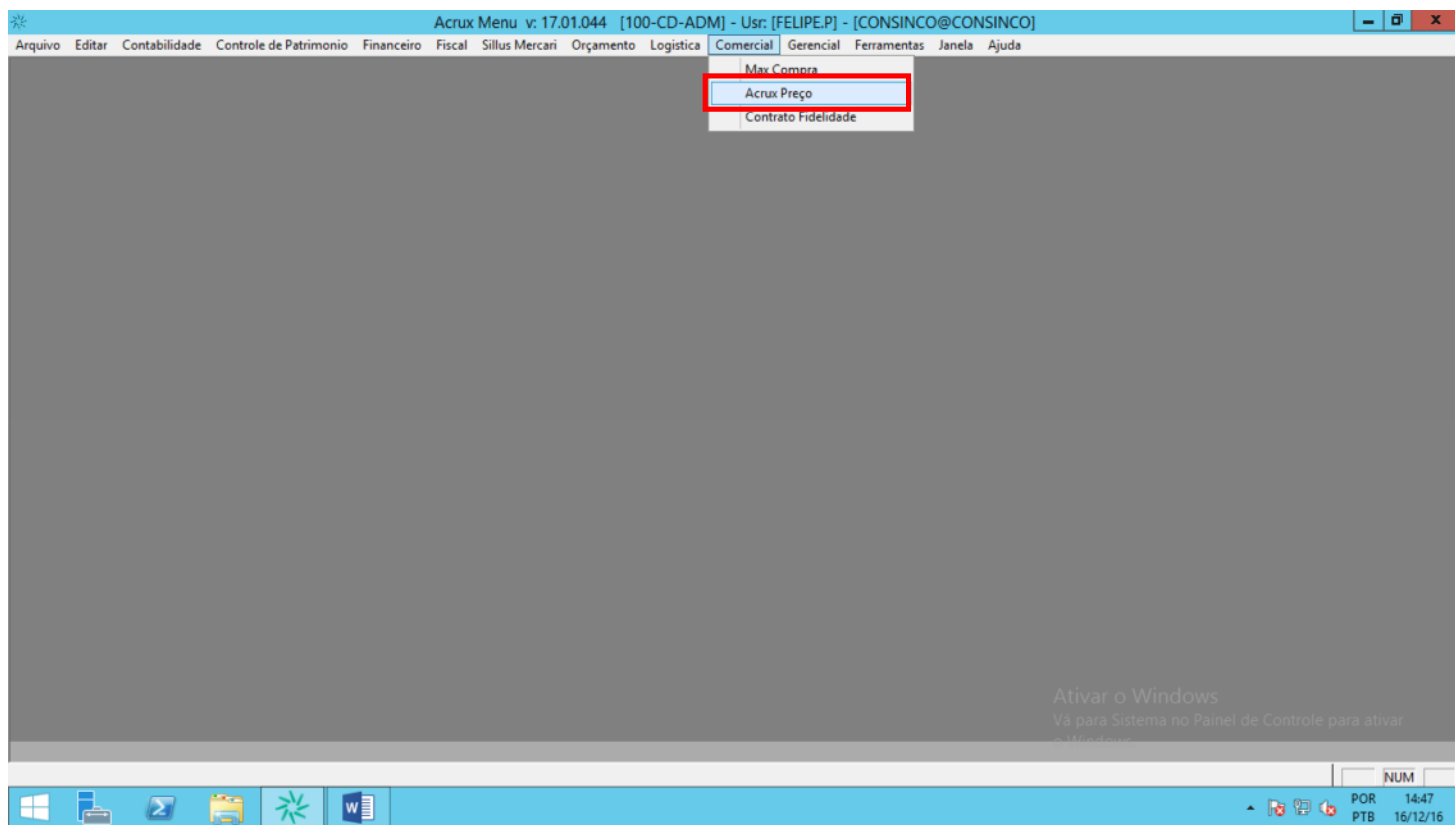 Acrux Menu v: 17.01.044 [100-CD-ADM] - Usr: [FELIPE.P] - [CONSINCO@CONSINCO]
Arquivo Editar Contabilidade Controle de Patrimonio Financeiro Fiscal Sillus Mercari Orçamento Logistica Comercial Gerencial Ferramentas Janela Ajuda
Max Compra
Acrux Preço
Contrato Fidelidade
Ativar o Windows
Vá para Sistema no Painel de Controle para ativar
o Windows.
NUM
POR 14:47
PTB 16/12/16